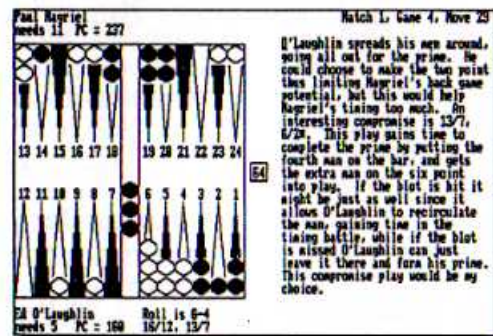 Paul Magriel
needs 11 PC = 237
Match 1, Game 4, Move 29
O'Laughlin spreads his men around,
going all out for the prime. He
could choose to make the two point
thus limiting Magriel's back game
potential, but this would help
Magriel's timing too much. An
interesting compromise is 13/7,
6/2*. This play gains time to
complete the prime by putting the
fourth man on the bar, and gets
the extra man on the six point
into play. If the blot is hit it
might be just as well since it
allows O'Laughlin to recirculate
the man, gaining time in the
timing battle, while if the blot
is missed O'Laughlin can just
leave it there and form his prime.
This compromise play would be my
choice.
13 14 15 16 17 18 19 20 21 22 23 24
64
12 11 10 9 8 7 6 5 4 3 2 1
Ed O'Laughlin
needs 5 PC = 160
Roll is 6-4
16/12, 13/7